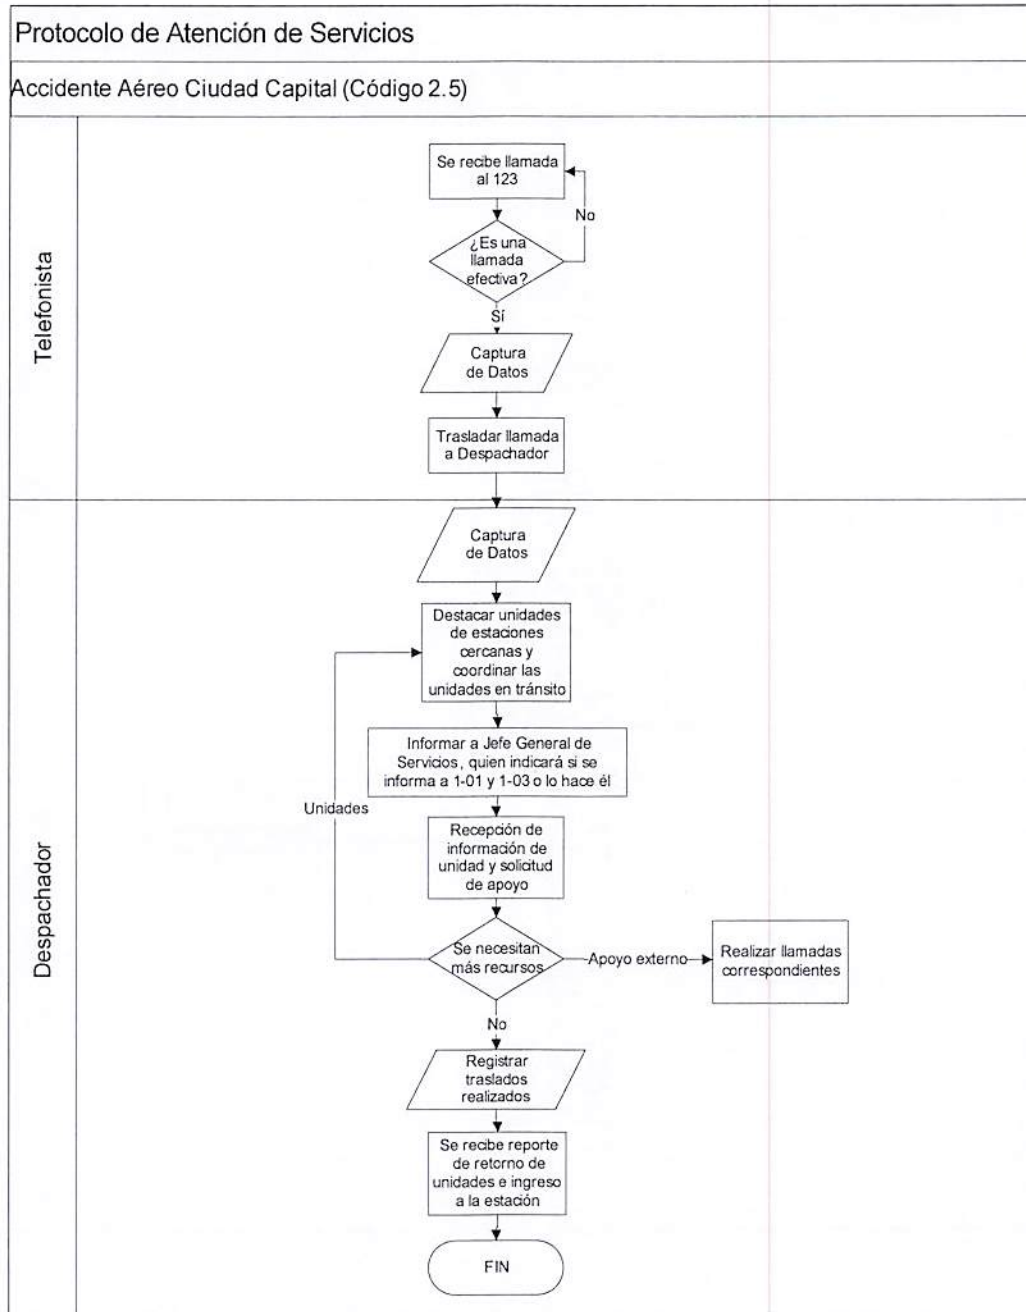 Protocolo de Atención de Servicios
Accidente Aéreo Ciudad Capital (Código 2.5)
Telefonista
Se recibe llamada
al 123
No
¿Es una
llamada
efectiva?
Sí
Captura
de Datos
Trasladar llamada
a Despachador
Despachador
Captura
de Datos
Destacar unidades
de estaciones
cercanas y
coordinar las
unidades en tránsito
Informar a Jefe General de
Servicios, quien indicará si se
informa a 1-01 y 1-03 o lo hace él
Unidades
Recepción de
información de
unidad y solicitud
de apoyo
Se necesitan
más recursos
Apoyo externo
Realizar llamadas
correspondientes
No
Registrar
traslados
realizados
Se recibe reporte
de retorno de
unidades e ingreso
a la estación
FIN